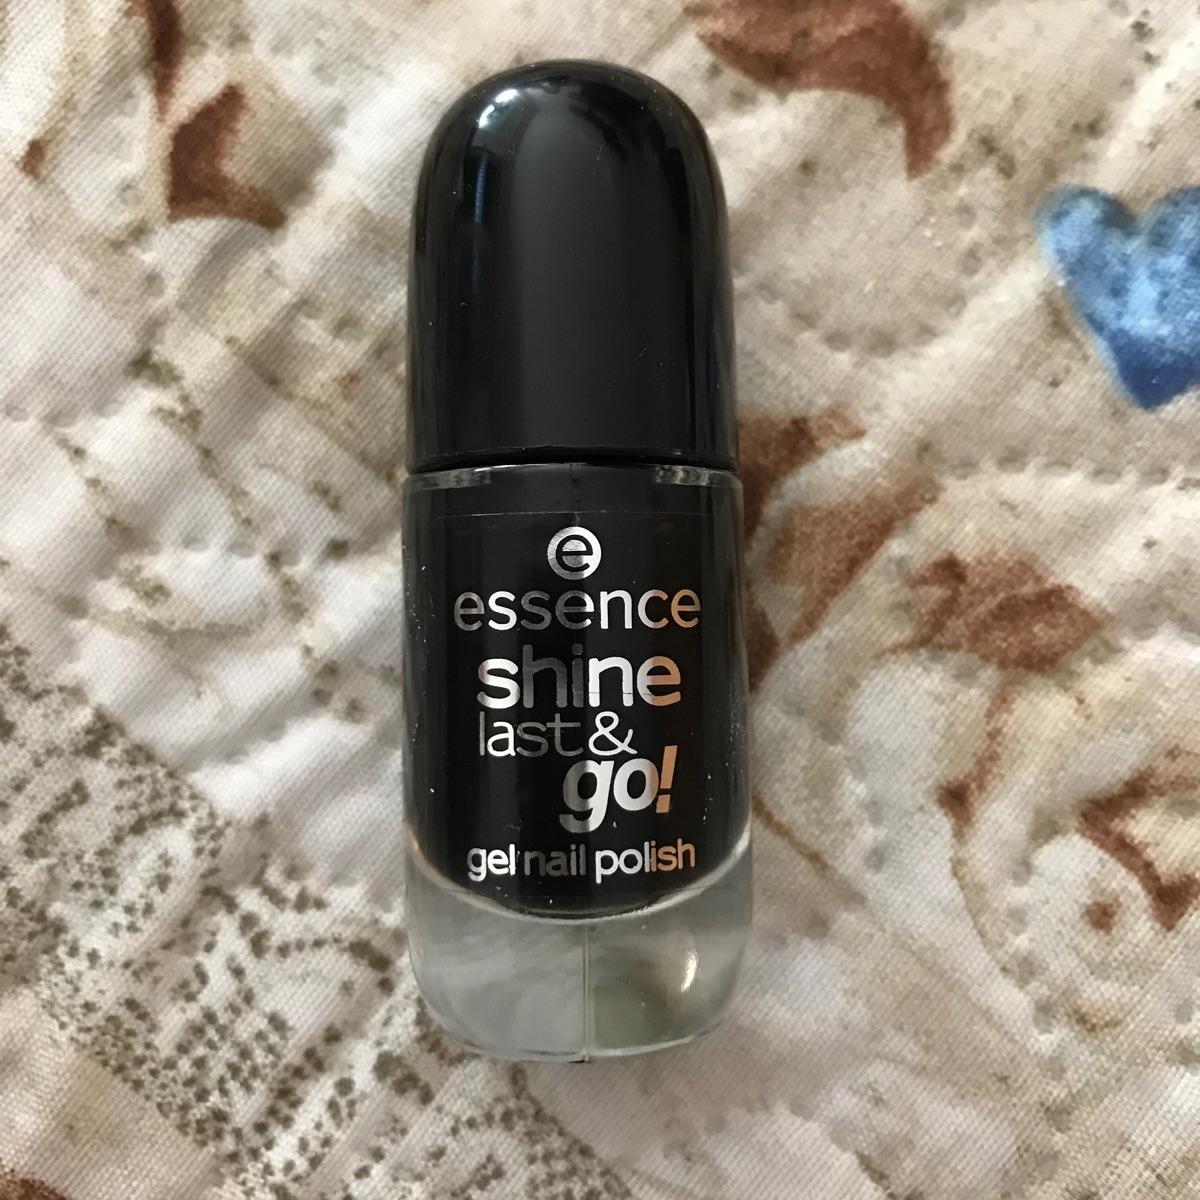 e
essence
shine
last &
go!
gel nail polish